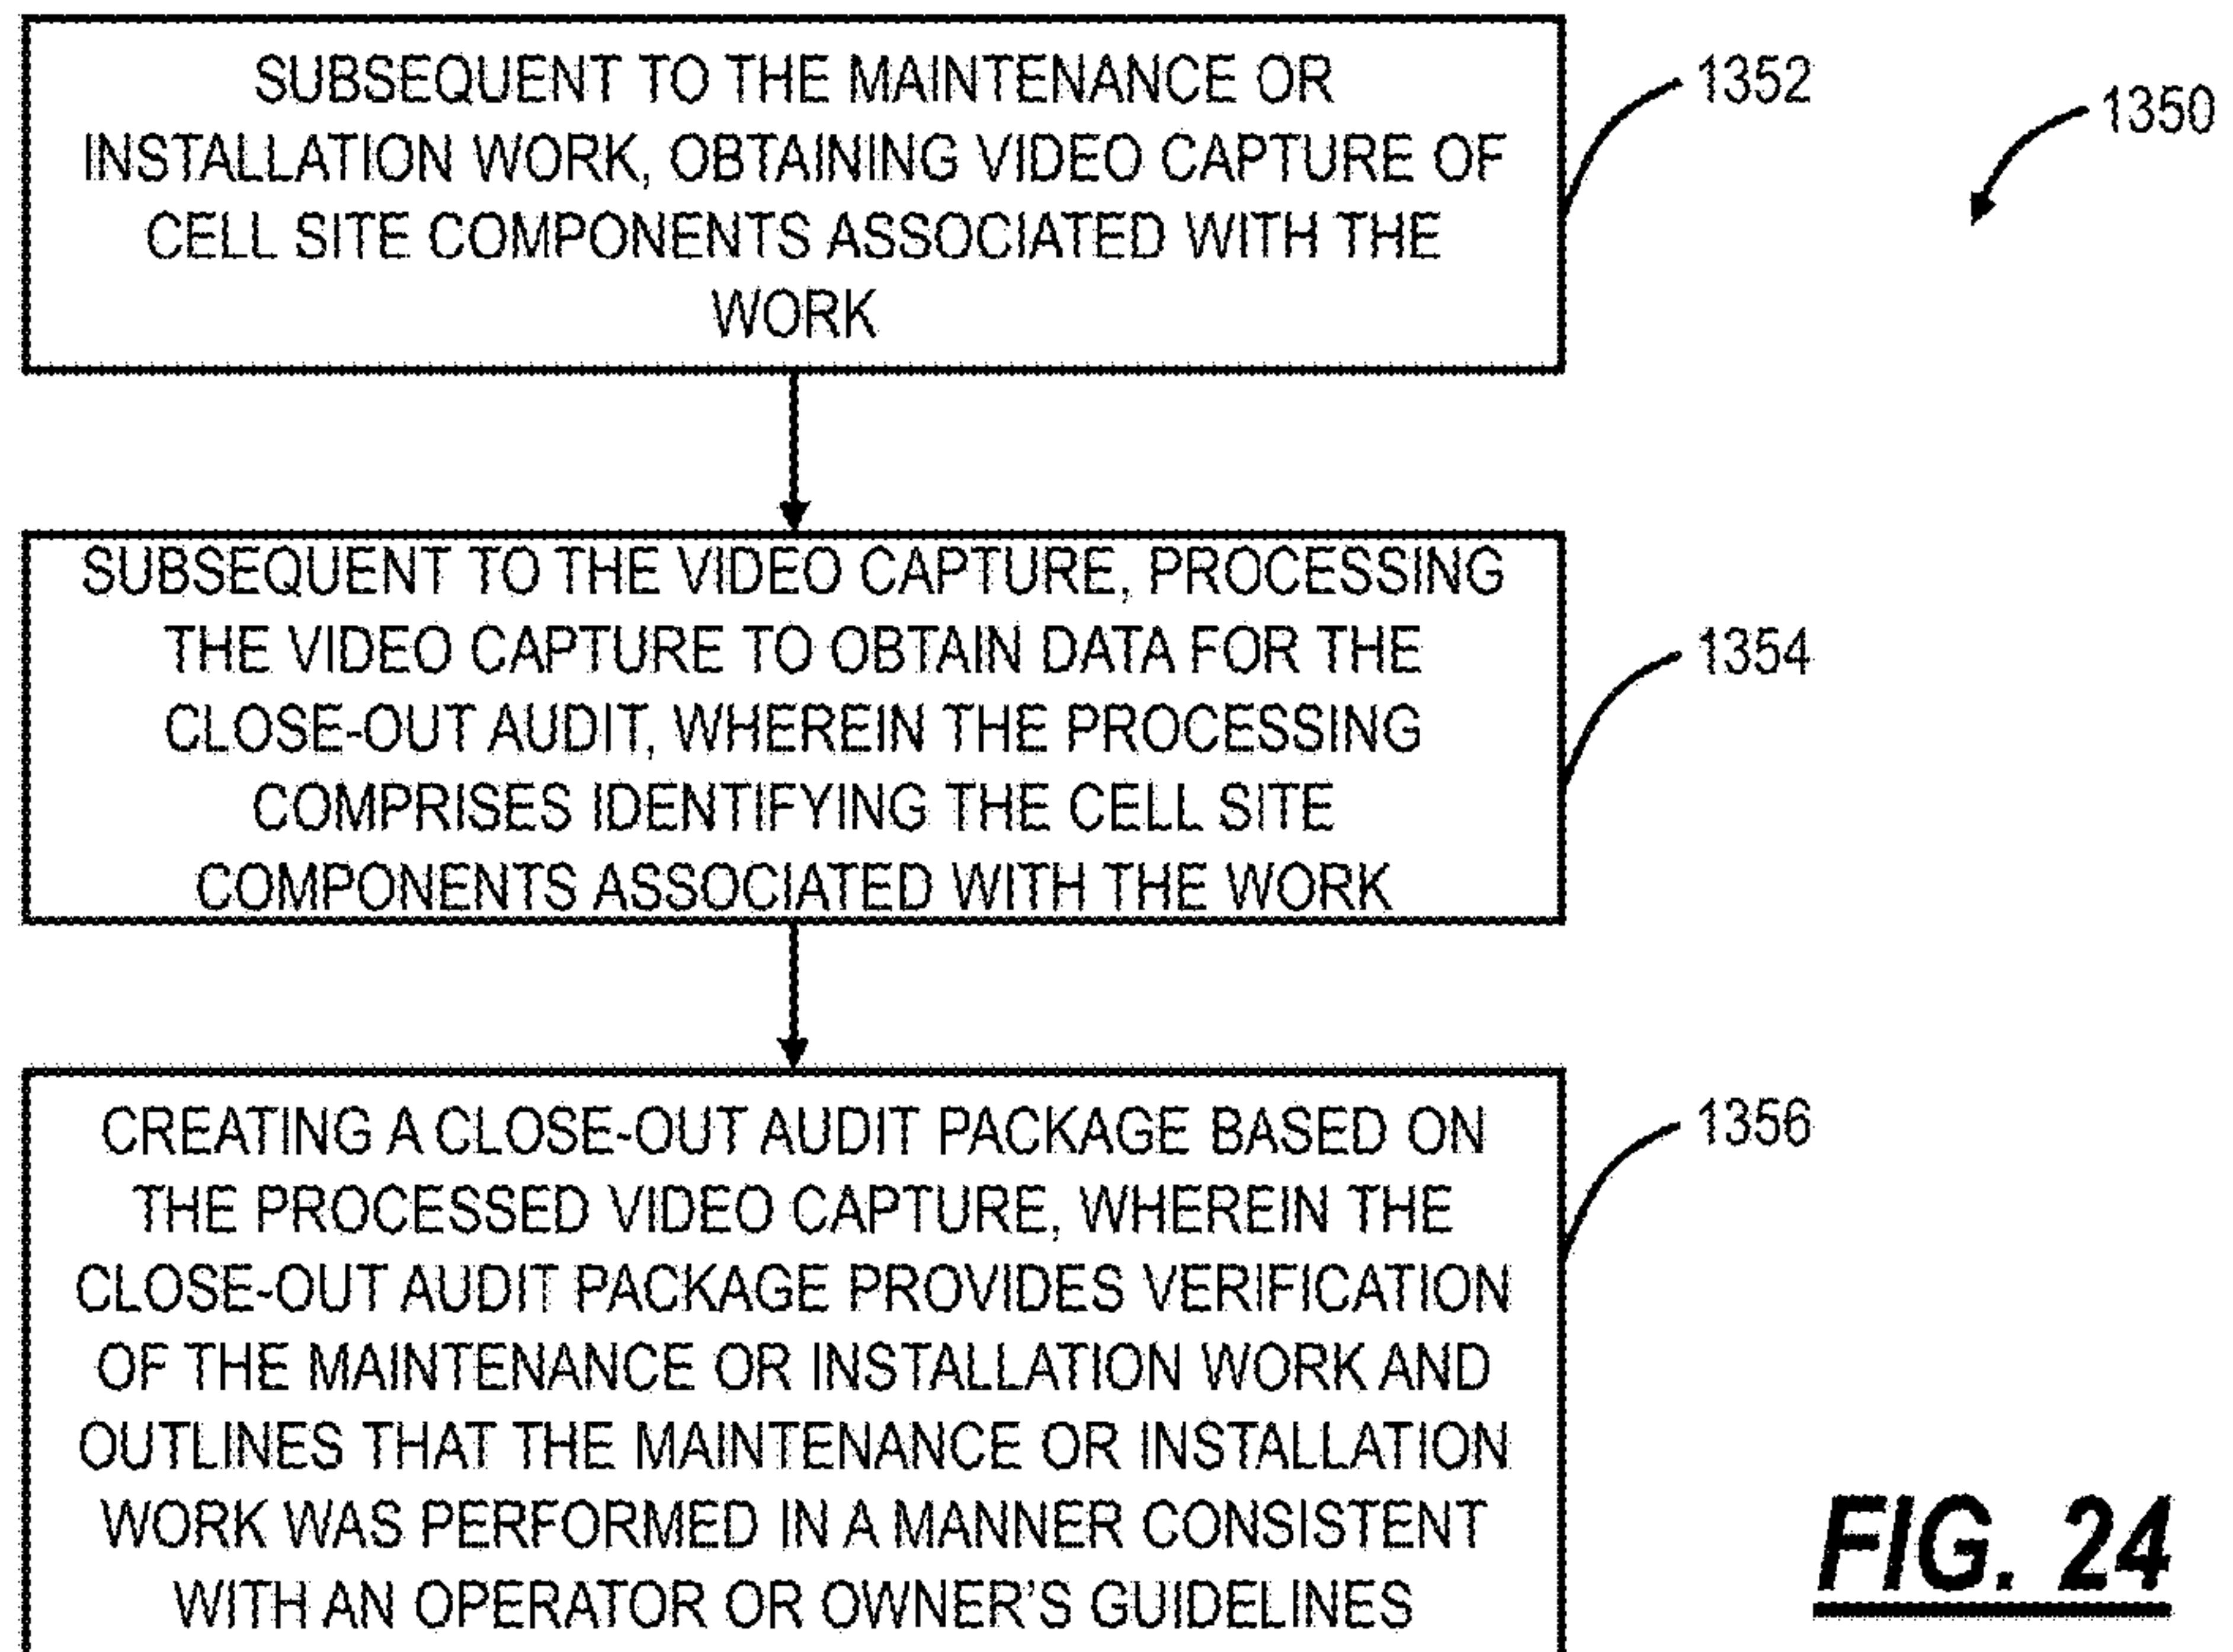 SUBSEQUENT TO THE MAINTENANCE OR
INSTALLATION WORK, OBTAINING VIDEO CAPTURE OF
CELL SITE COMPONENTS ASSOCIATED WITH THE
WORK
1352
1350
SUBSEQUENT TO THE VIDEO CAPTURE, PROCESSING
THE VIDEO CAPTURE TO OBTAIN DATA FOR THE
CLOSE-OUT AUDIT, WHEREIN THE PROCESSING
COMPRISES IDENTIFYING THE CELL SITE
COMPONENTS ASSOCIATED WITH THE WORK
1354
CREATING A CLOSE-OUT AUDIT PACKAGE BASED ON
THE PROCESSED VIDEO CAPTURE, WHEREIN THE
CLOSE-OUT AUDIT PACKAGE PROVIDES VERIFICATION
OF THE MAINTENANCE OR INSTALLATION WORK AND
OUTLINES THAT THE MAINTENANCE OR INSTALLATION
WORK WAS PERFORMED IN A MANNER CONSISTENT
WITH AN OPERATOR OR OWNER'S GUIDELINES
1356
FIG. 24